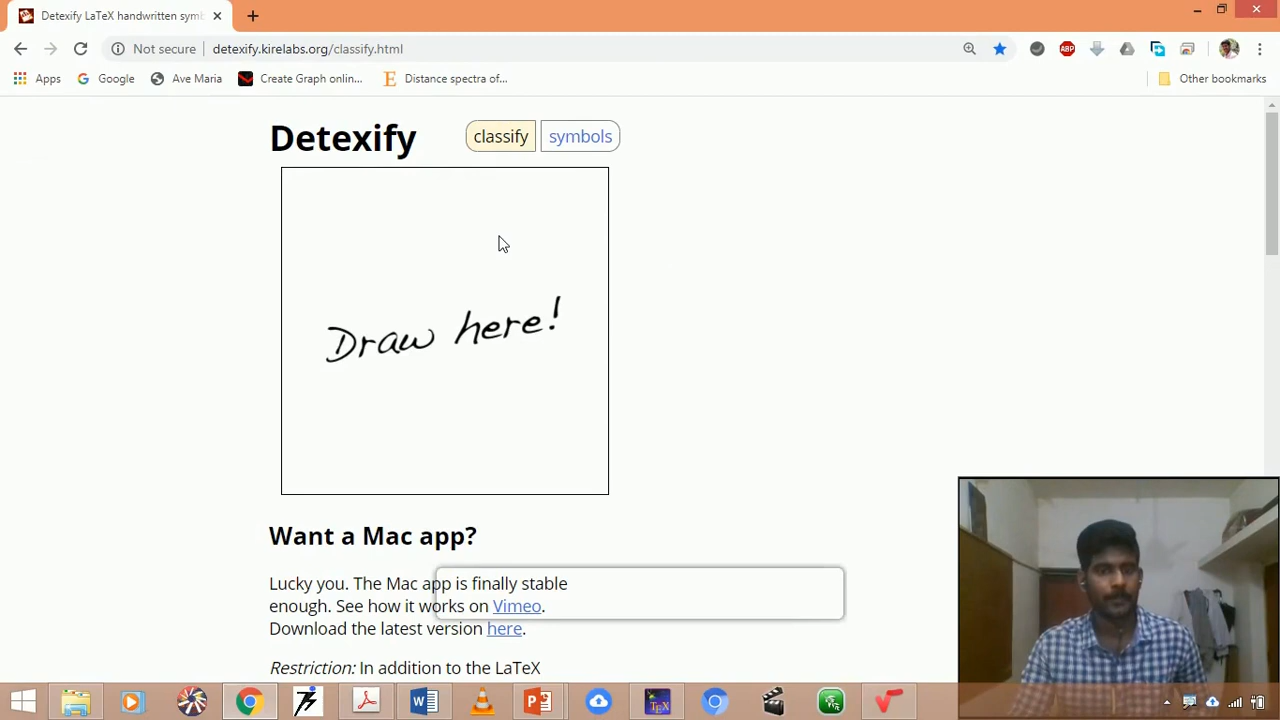 Detexify LaTeX handwritten sym
Not secure
detexify.kirelabs.org/classify.html
ABP
Apps
Google
Ave Maria
Create Graph onlin...
Distance spectra of...
Other bookmarks
Detexify
classify
symbols
Draw here!
Want a Mac app?
Lucky you. The Mac app is finally stable
enough. See how it works on Vimeo.
Download the latest version here.
Restriction: In addition to the LaTeX